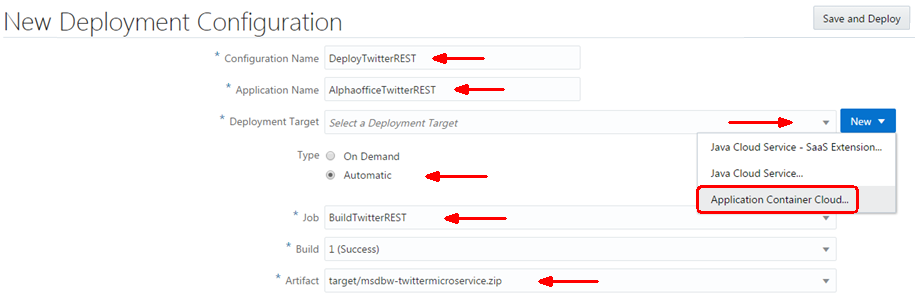 New Deployment Configuration
Save and Deploy
* Configuration Name DeployTwitterREST
* Application Name AlphaofficeTwitterREST
* Deployment Target Select a Deployment Target New
Java Cloud Service - SaaS Extension...
Type On Demand
Java Cloud Service...
Automatic
Application Container Cloud...
* Job BuildTwitterREST
* Build 1 (Success)
* Artifact target/msdbw-twittermicroservice.zip